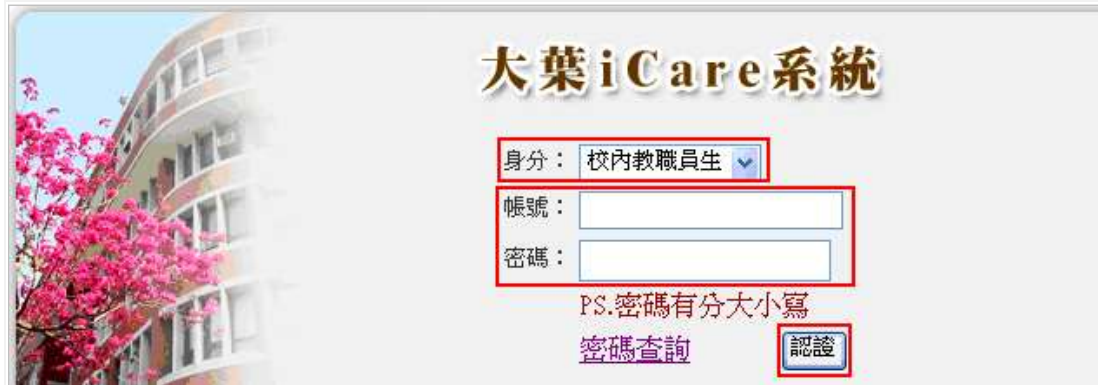 大葉iCare系統
身分： 校內教職員生
帳號：
密碼：
PS.密碼有分大小寫
密碼查詢 認證